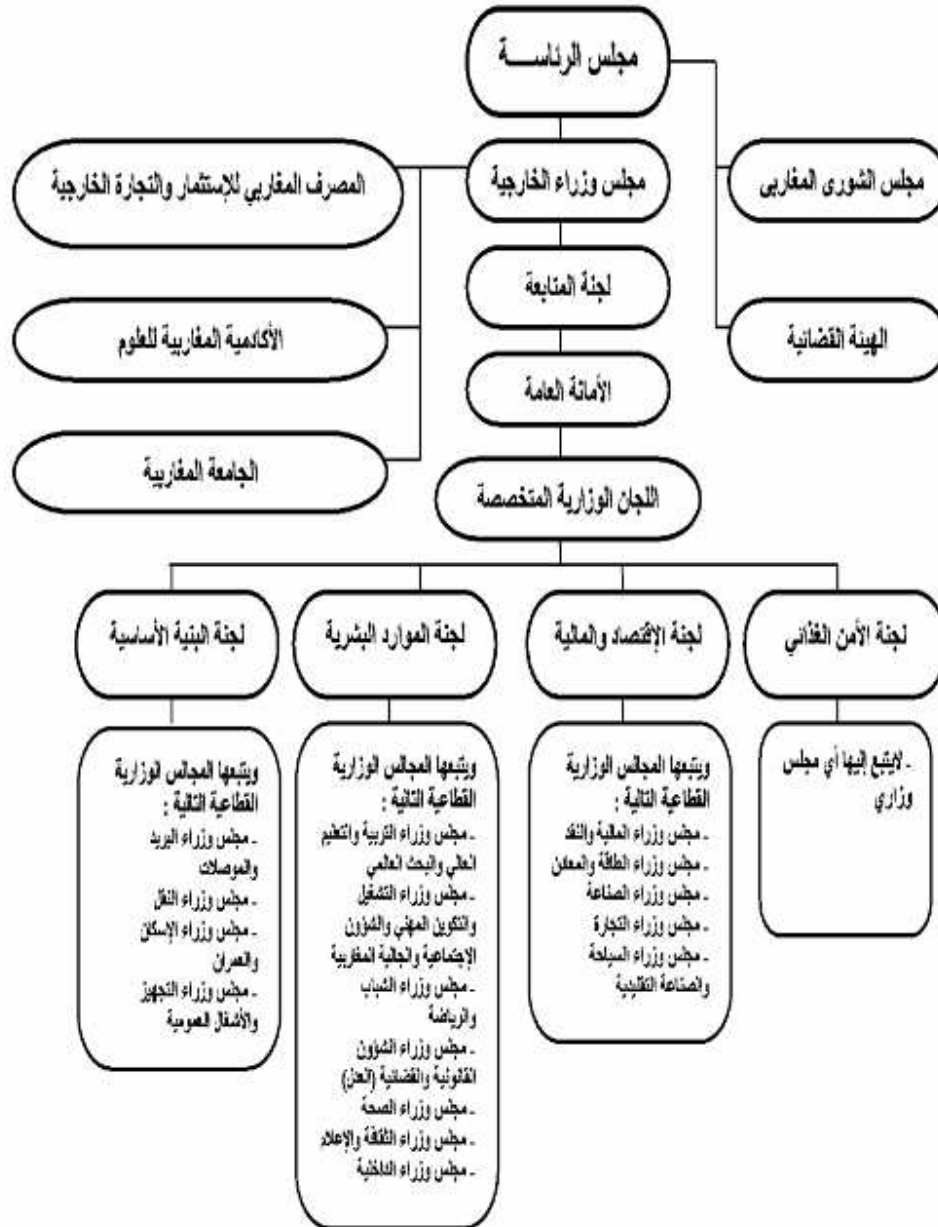 مجلس الرئاســـة
مجلس الشورى المغاربي
مجلس وزراء الخارجية
المصرف المغاربي للإستثمار والتجارة الخارجية
لجنة المتابعة
الهيئة القضائية
الأكادمية المغاربية للعلوم
الأمانة العامة
الجامعة المغاربية
اللجان الوزارية المتخصصة
لجنة الأمن الغذائي
لجنة الإقتصاد والمالية
لجنة الموارد البشرية
لجنة البنية الأساسية
ـ لايتبع إليها أي مجلس
وزاري
ويتبعها المجالس الوزارية
القطاعية التالية :
ـ مجلس وزراء المالية والنقد
ـ مجلس وزراء الطاقة والمعادن
ـ مجلس وزراء الصناعة
ـ مجلس وزراء التجارة
ـ مجلس وزراء السياحة
والصناعة التقليدية
ويتبعها المجالس الوزارية
القطاعية التالية :
ـ مجلس وزراء التربية والتعليم
العالي والبحث العالمي
ـ مجلس وزراء التشغيل
والتكوين المهني والشؤون
الإجتماعية والجالية المغاربية
ـ مجلس وزراء الشباب
والرياضة
ـ مجلس وزراء الشؤون
القانونية والقضائية (العدل)
ـ مجلس وزراء الصحة
ـ مجلس وزراء الثقافة والإعلام
ـ مجلس وزراء الداخلية
ويتبعها المجالس الوزارية
القطاعية التالية :
ـ مجلس وزراء البريد
والموصلات
ـ مجلس وزراء النقل
ـ مجلس وزراء الإسكان
والعمران
ـ مجلس وزراء التجهيز
والأشغال العمومية